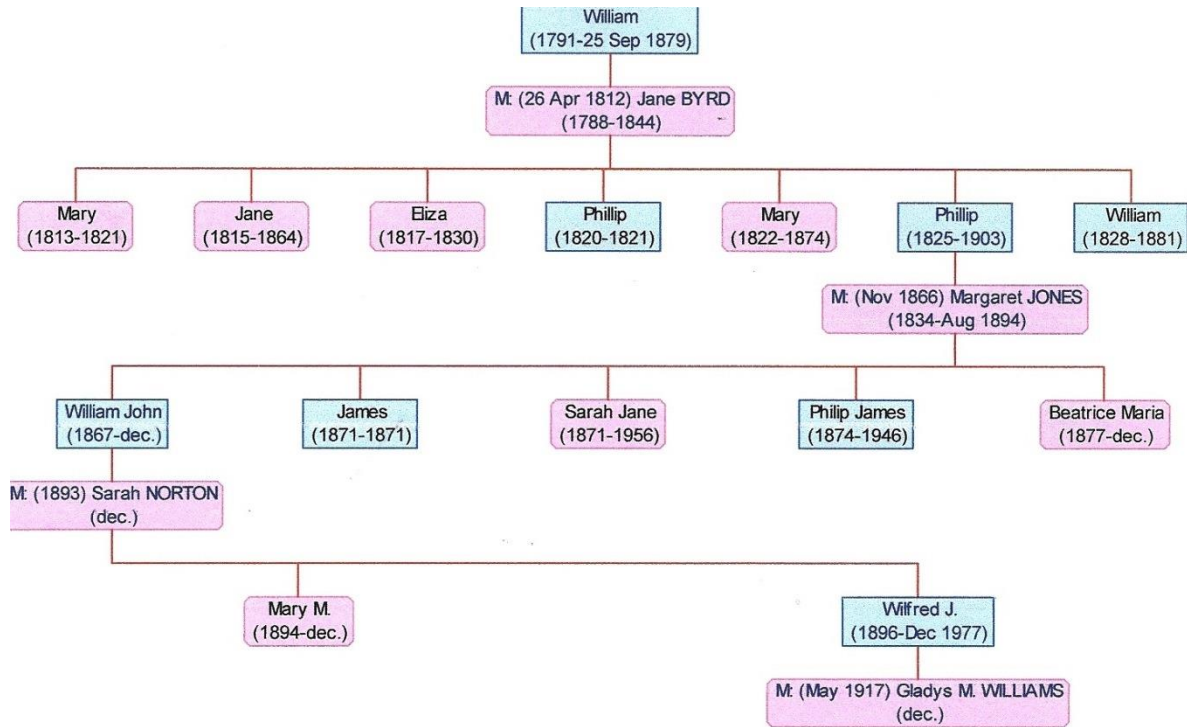 William
(1791-25 Sep 1879)
M: (26 Apr 1812) Jane BYRD
(1788-1844)
Mary
(1813-1821)
Jane
(1815-1864)
Eliza
(1817-1830)
Phillip
(1820-1821)
Mary
(1822-1874)
Phillip
(1825-1903)
William
(1828-1881)
M: (Nov 1866) Margaret JONES
(1834-Aug 1894)
William John
(1867-dec.)
James
(1871-1871)
Sarah Jane
(1871-1956)
Philip James
(1874-1946)
Beatrice Maria
(1877-dec.)
M: (1893) Sarah NORTON
(dec.)
Mary M.
(1894-dec.)
Wilfred J.
(1896-Dec 1977)
M: (May 1917) Gladys M. WILLIAMS
(dec.)